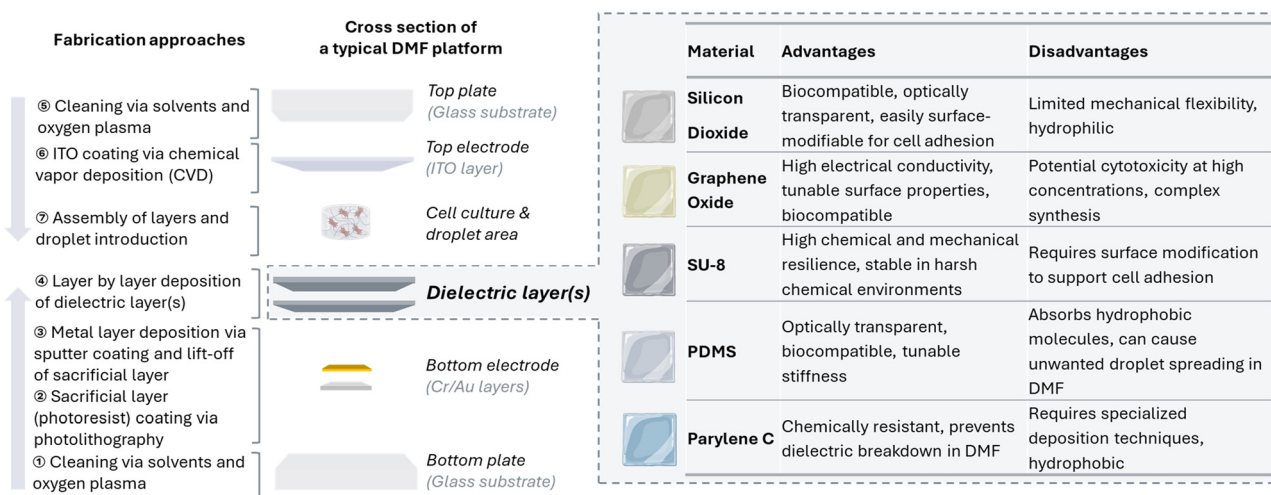 Fabrication approaches
Cross section of
a typical DMF platform
⑤ Cleaning via solvents and
oxygen plasma
⑥ ITO coating via chemical
vapor deposition (CVD)
⑦ Assembly of layers and
droplet introduction
④ Layer by layer deposition
of dielectric layer(s)
③ Metal layer deposition via
sputter coating and lift-off
of sacrificial layer
② Sacrificial layer
(photoresist) coating via
photolithography
① Cleaning via solvents and
oxygen plasma
Top plate
(Glass substrate)
Top electrode
(ITO layer)
Cell culture &
droplet area
Dielectric layer(s)
Bottom electrode
(Cr/Au layers)
Bottom plate
(Glass substrate)
Material
Advantages
Disadvantages
Silicon
Dioxide
Biocompatible, optically
transparent, easily surface-
modifiable for cell adhesion
Limited mechanical flexibility,
hydrophilic
Graphene
Oxide
High electrical conductivity,
tunable surface properties,
biocompatible
Potential cytotoxicity at high
concentrations, complex
synthesis
SU-8
High chemical and mechanical
resilience, stable in harsh
chemical environments
Requires surface modification
to support cell adhesion
PDMS
Optically transparent,
biocompatible, tunable
stiffness
Absorbs hydrophobic
molecules, can cause
unwanted droplet spreading in
DMF
Parylene C
Chemically resistant, prevents
dielectric breakdown in DMF
Requires specialized
deposition techniques,
hydrophobic